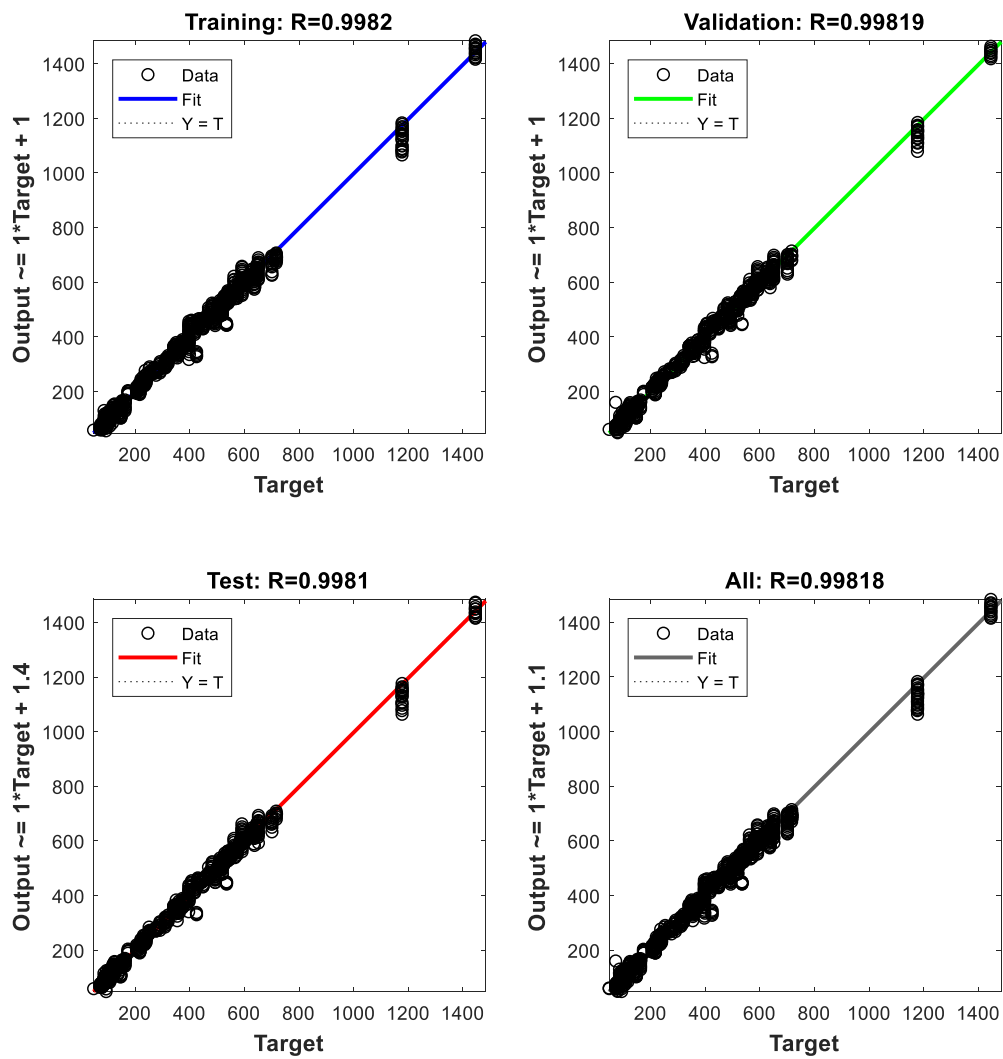 Training: R=0.9982
Output ~= 1*Target + 1
1400
1200
1000
800
600
400
200
Data
Fit
Y = T
200 400 600 800 1000 1200 1400
Target
Validation: R=0.99819
Output ~= 1*Target + 1
1400
1200
1000
800
600
400
200
Data
Fit
Y = T
200 400 600 800 1000 1200 1400
Target
Test: R=0.9981
Output ~= 1*Target + 1.4
1400
1200
1000
800
600
400
200
Data
Fit
Y = T
200 400 600 800 1000 1200 1400
Target
All: R=0.99818
Output ~= 1*Target + 1.1
1400
1200
1000
800
600
400
200
Data
Fit
Y = T
200 400 600 800 1000 1200 1400
Target